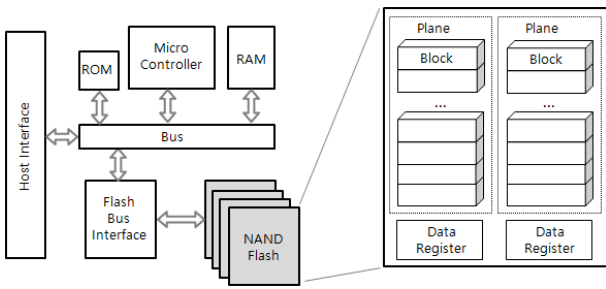 Host Interface
ROM
Micro
Controller
RAM
Bus
Flash
Bus
Interface
NAND
Flash
Plane
Block
...
Data
Register
Plane
Block
...
Data
Register